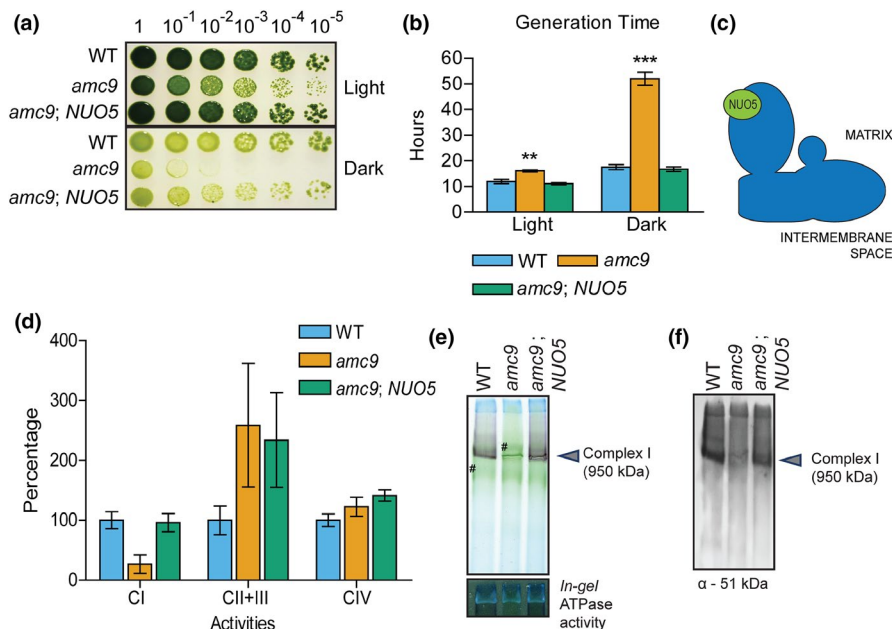 (a)
1 10-1 10-2 10-3 10-4 10-5
WT
amc9
amc9; NUO5
Light
WT
amc9
amc9; NUO5
Dark
(b)
Generation Time
Hours
60
50
40
30
20
10
0
**
***
Light Dark
WT amc9
amc9; NUO5
(c)
NUO5
MATRIX
INTERMEMBRANE
SPACE
(d)
Percentage
400
300
200
100
0
WT
amc9
amc9; NUO5
CI CII+III CIV
Activities
(e)
WT
amc9
amc9;
NUO5
#
#
Complex I
(950 kDa)
In-gel
ATPase
activity
(f)
WT
amc9
amc9;
NUO5
Complex I
(950 kDa)
α - 51 kDa